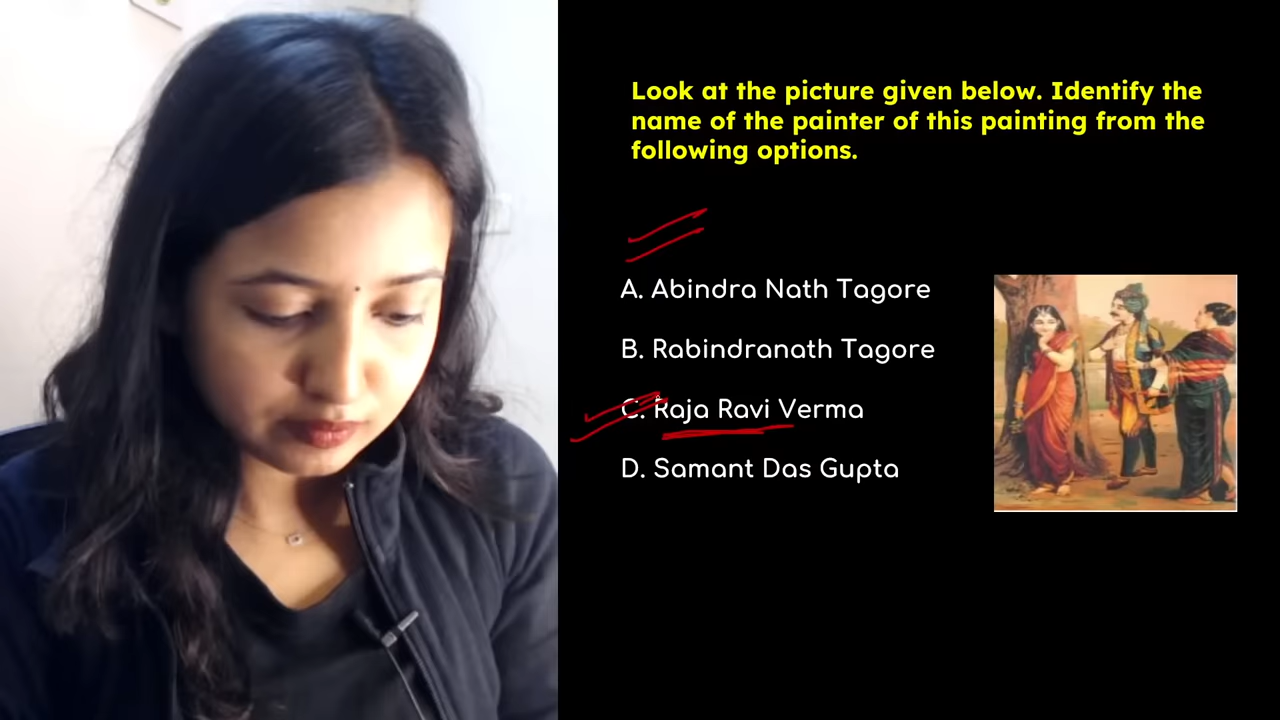 Look at the picture given below. Identify the
name of the painter of this painting from the
following options.
A. Abindra Nath Tagore
B. Rabindranath Tagore
C. Raja Ravi Verma
D. Samant Das Gupta